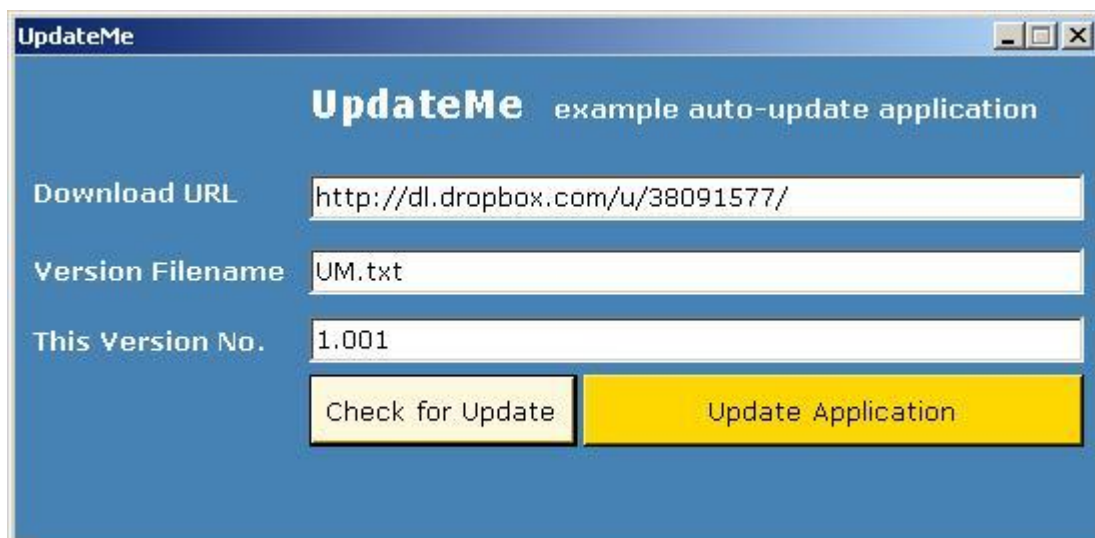 UpdateMe
UpdateMe example auto-update application
Download URL http://dl.dropbox.com/u/38091577/
Version Filename UM.txt
This Version No. 1.001
Check for Update Update Application